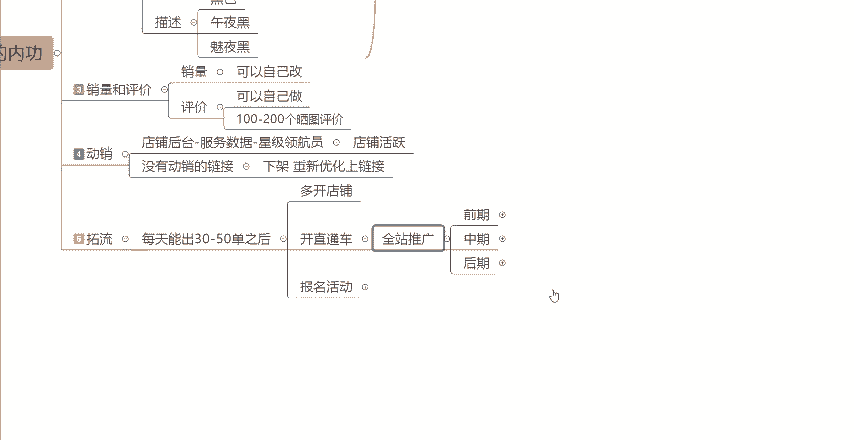 描述
午夜黑
魅夜黑
的内功
3 销量和评价
销量
可以自己改
评价
可以自己做
100-200个晒图评价
4 动销
店铺后台-服务数据-星级领航员
店铺活跃
没有动销的链接
下架 重新优化上链接
5 拓流
每天能出30-50单之后
多开店铺
开直通车
全站推广
前期
中期
后期
报名活动